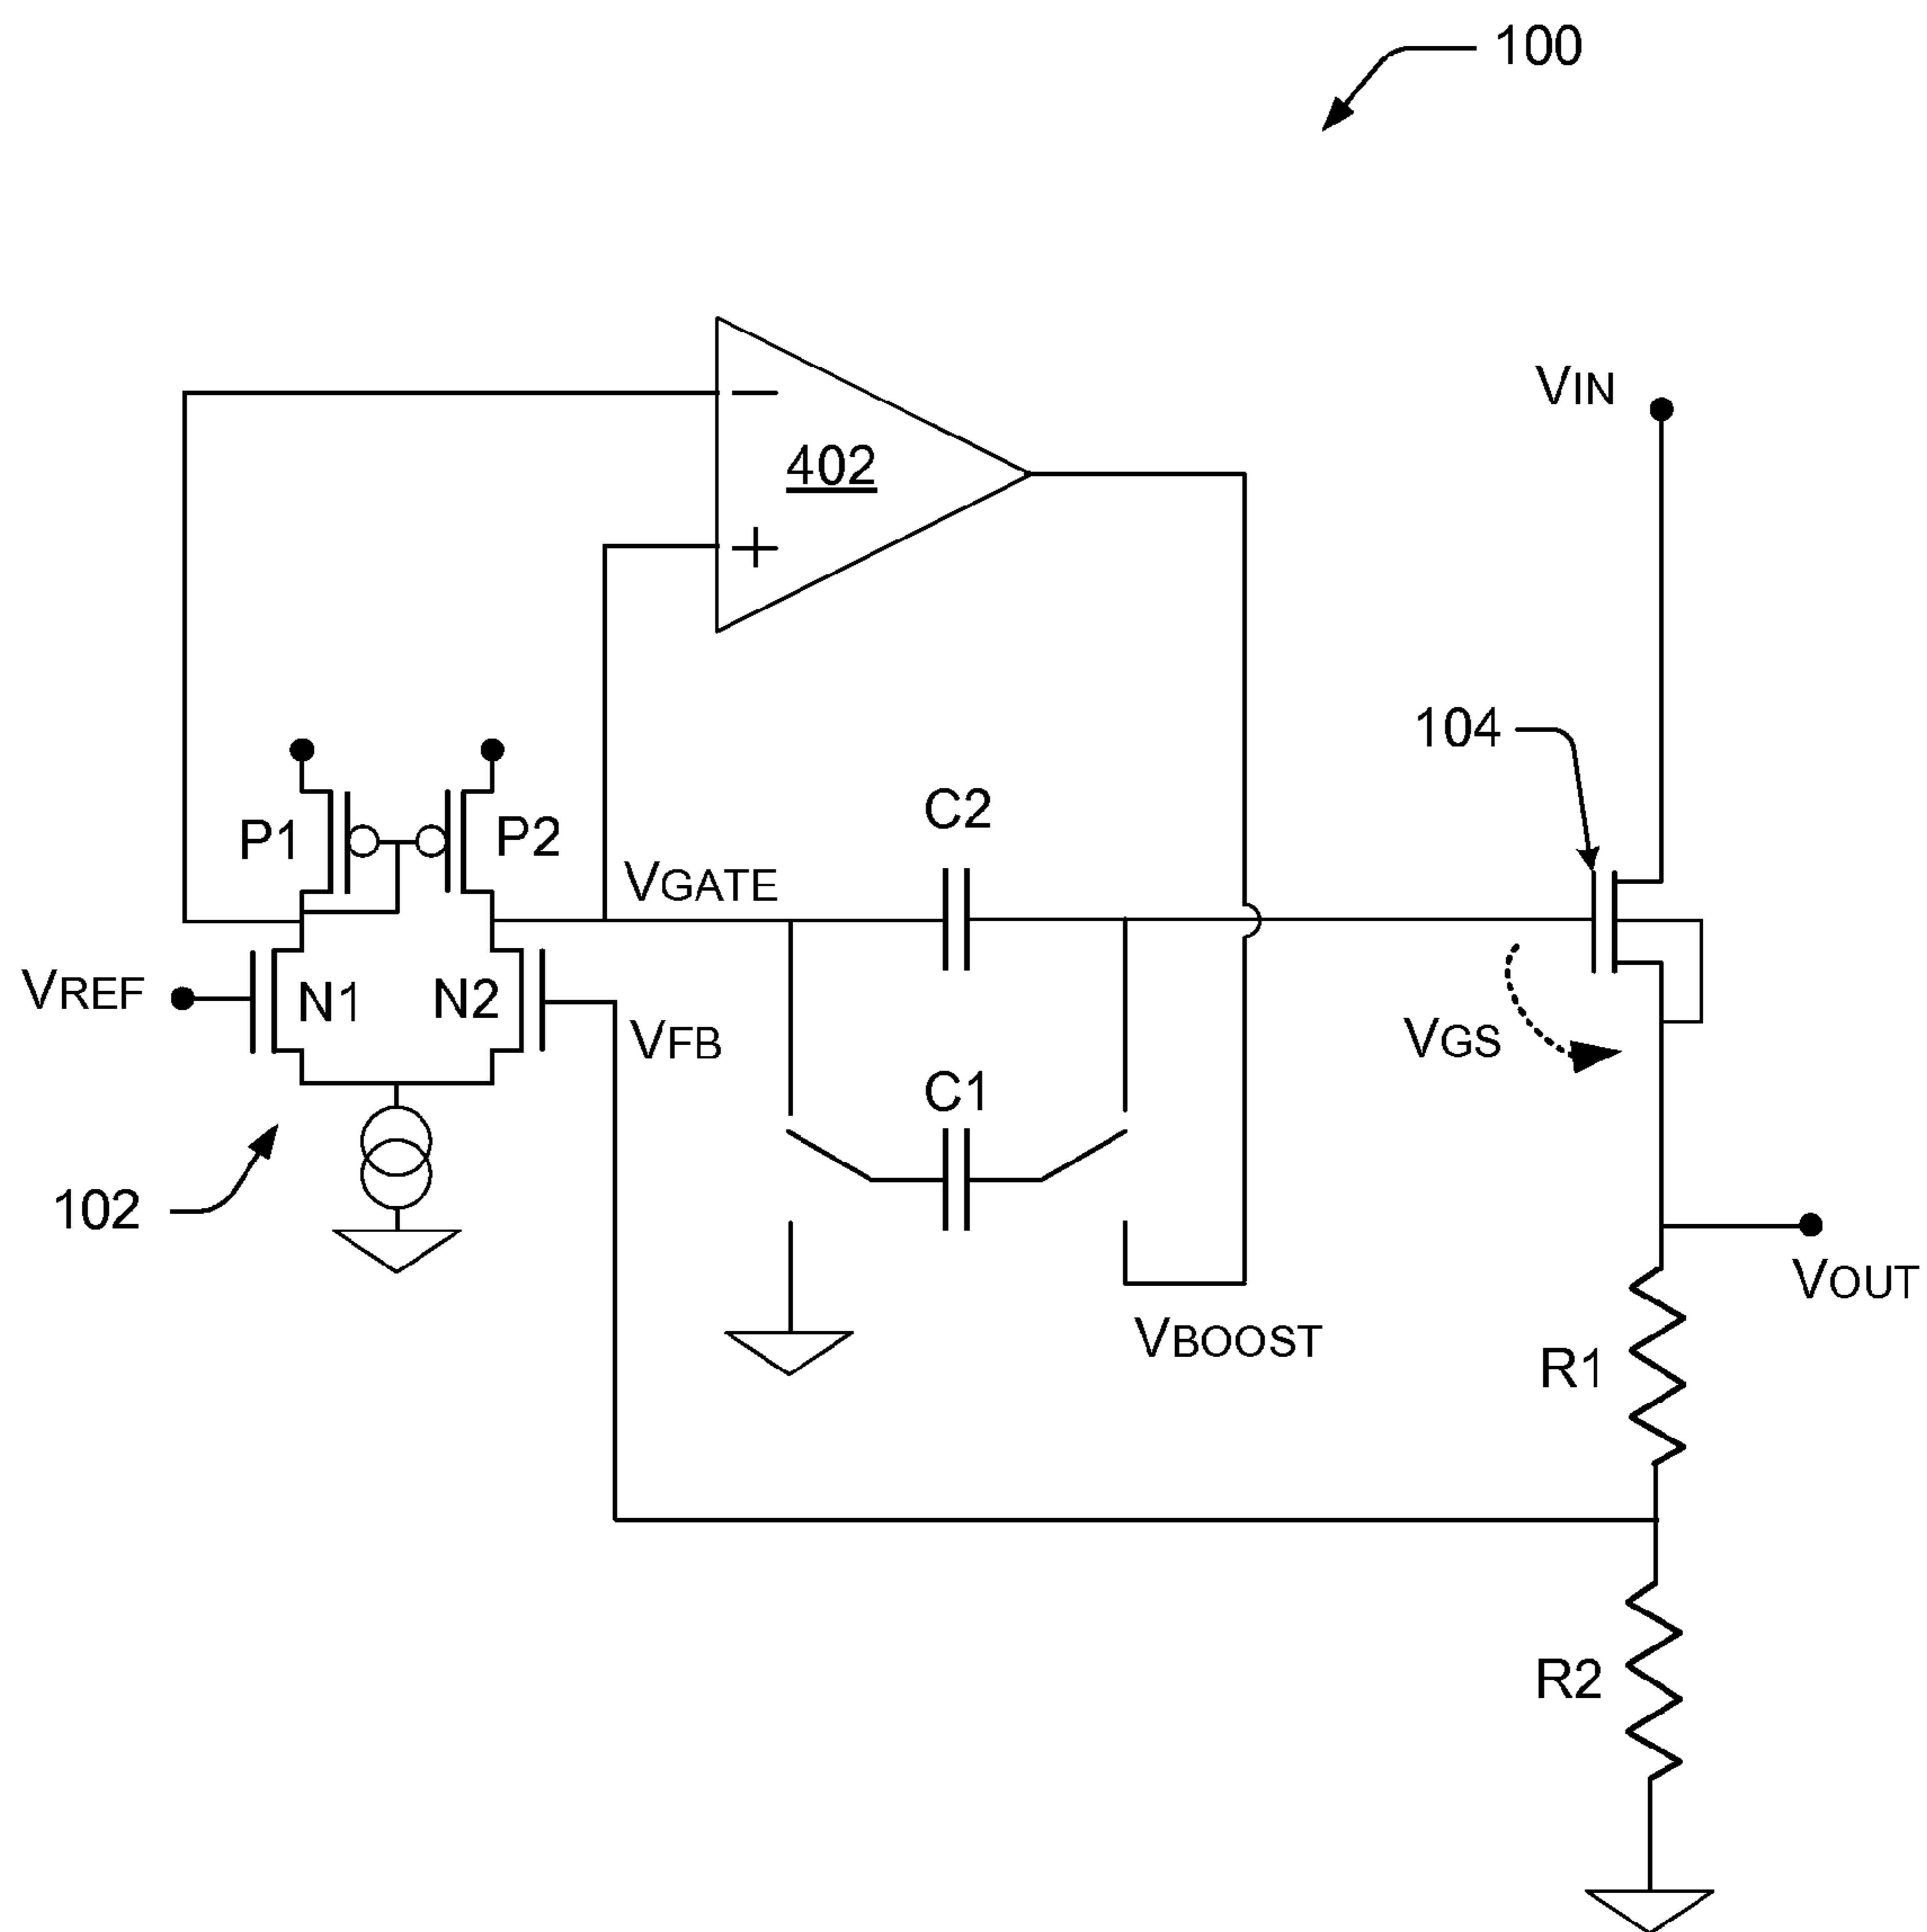 100
VIN
−
402
+
104
C2
P1
P2
VGATE
VREF
N1
N2
VFB
VGS
C1
102
VOUT
VBOOST
R1
R2